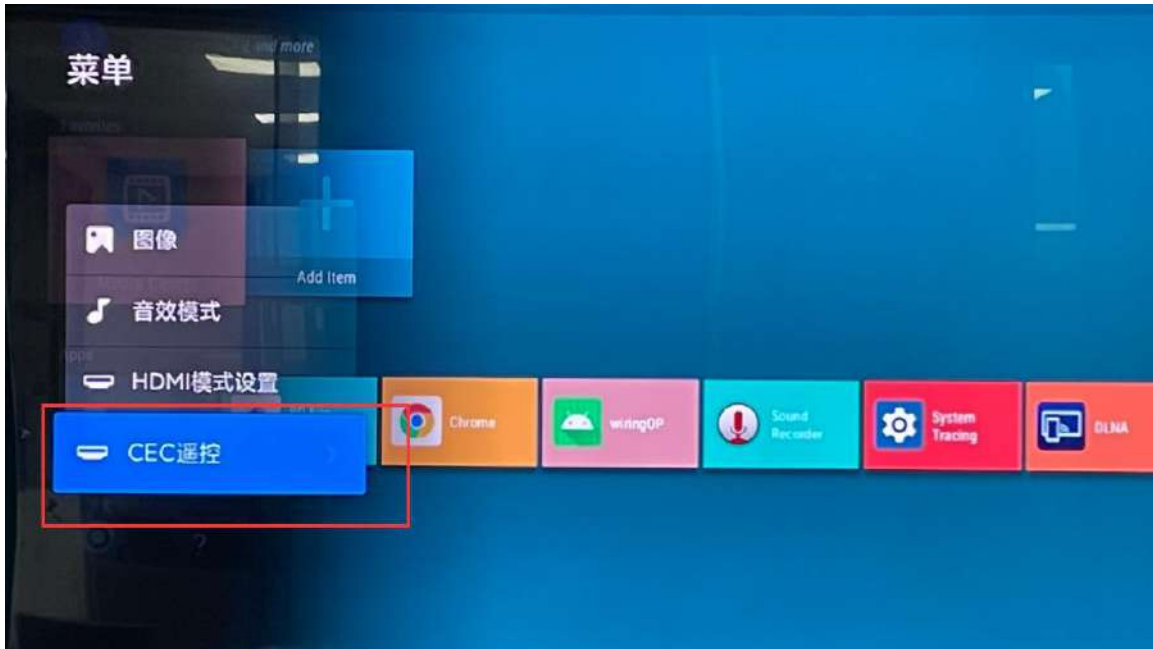 and more
菜单
图像
Add Item
音效模式
Apps
HDMI模式设置
CEC遥控
Chrome
wiringOP
Sound
Recorder
System
Tracing
DLNA
?